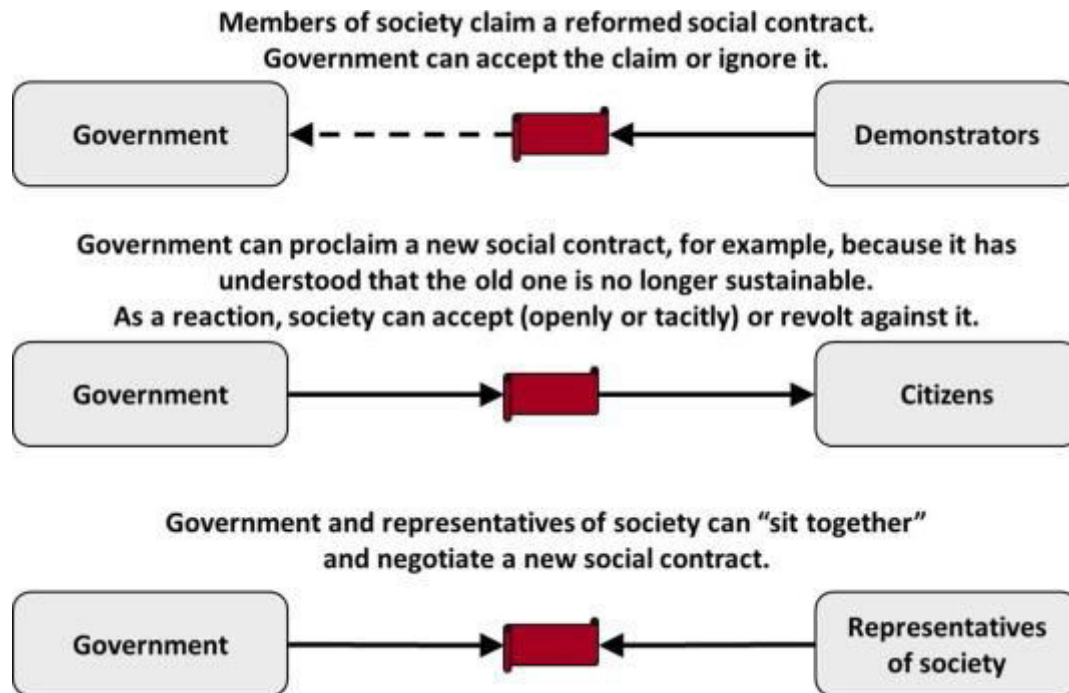 Members of society claim a reformed social contract.
Government can accept the claim or ignore it.
Government
Demonstrators
Government can proclaim a new social contract, for example, because it has
understood that the old one is no longer sustainable.
As a reaction, society can accept (openly or tacitly) or revolt against it.
Government
Citizens
Government and representatives of society can “sit together”
and negotiate a new social contract.
Government
Representatives
of society